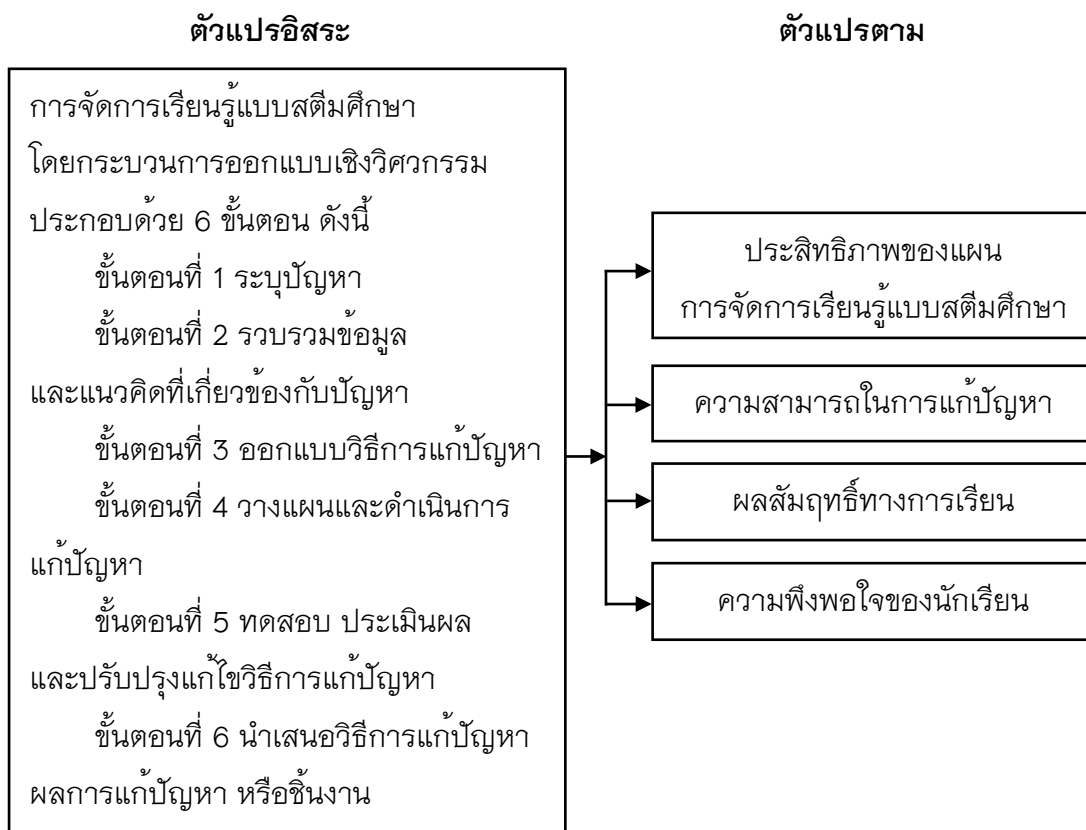 ตัวแปรอิสระ
ตัวแปรตาม
การจัดการเรียนรู้แบบสตีมศึกษา
โดยกระบวนการออกแบบเชิงวิศวกรรม
ประกอบด้วย 6 ขั้นตอน ดังนี้
ขั้นตอนที่ 1 ระบุปัญหา
ขั้นตอนที่ 2 รวบรวมข้อมูล
และแนวคิดที่เกี่ยวข้องกับปัญหา
ขั้นตอนที่ 3 ออกแบบวิธีการแก้ปัญหา
ขั้นตอนที่ 4 วางแผนและดำเนินการ
แก้ปัญหา
ขั้นตอนที่ 5 ทดสอบ ประเมินผล
และปรับปรุงแก้ไขวิธีการแก้ปัญหา
ขั้นตอนที่ 6 นำเสนอวิธีการแก้ปัญหา
ผลการแก้ปัญหา หรือชิ้นงาน
ประสิทธิภาพของแผน
การจัดการเรียนรู้แบบสตีมศึกษา
ความสามารถในการแก้ปัญหา
ผลสัมฤทธิ์ทางการเรียน
ความพึงพอใจของนักเรียน